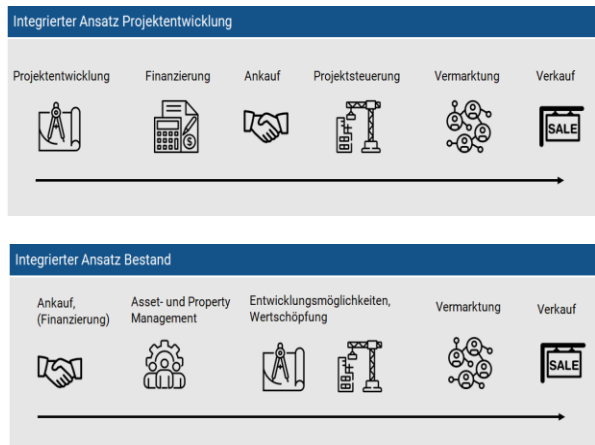 Integrierter Ansatz Projektentwicklung
Projektentwicklung Finanzierung Ankauf Projektsteuerung Vermarktung Verkauf
$ SALE
Integrierter Ansatz Bestand
Ankauf, Asset- und Property Entwicklungsmöglichkeiten, Vermarktung Verkauf
(Finanzierung) Management Wertschöpfung
SALE